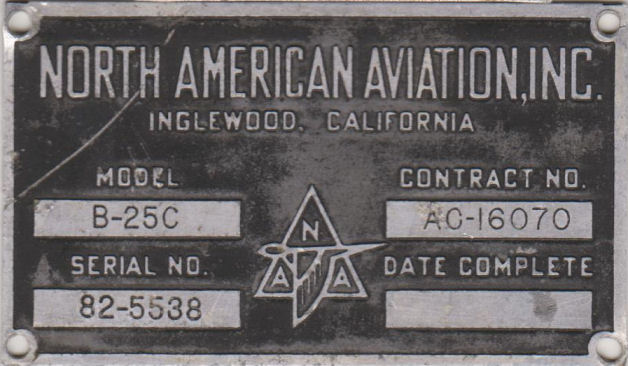 NORTH AMERICAN AVIATION, INC.
INGLEWOOD, CALIFORNIA
MODEL
B-25C
SERIAL NO.
82-5538
N
A A
CONTRACT NO.
AC-16070
DATE COMPLETE